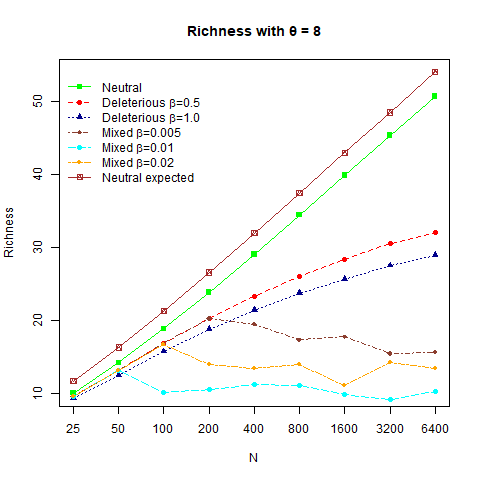 Richness with θ = 8
Neutral
Deleterious β=0.5
Deleterious β=1.0
Mixed β=0.005
Mixed β=0.01
Mixed β=0.02
Neutral expected
Richness
50
40
30
20
10
25 50 100 200 400 800 1600 3200 6400
N